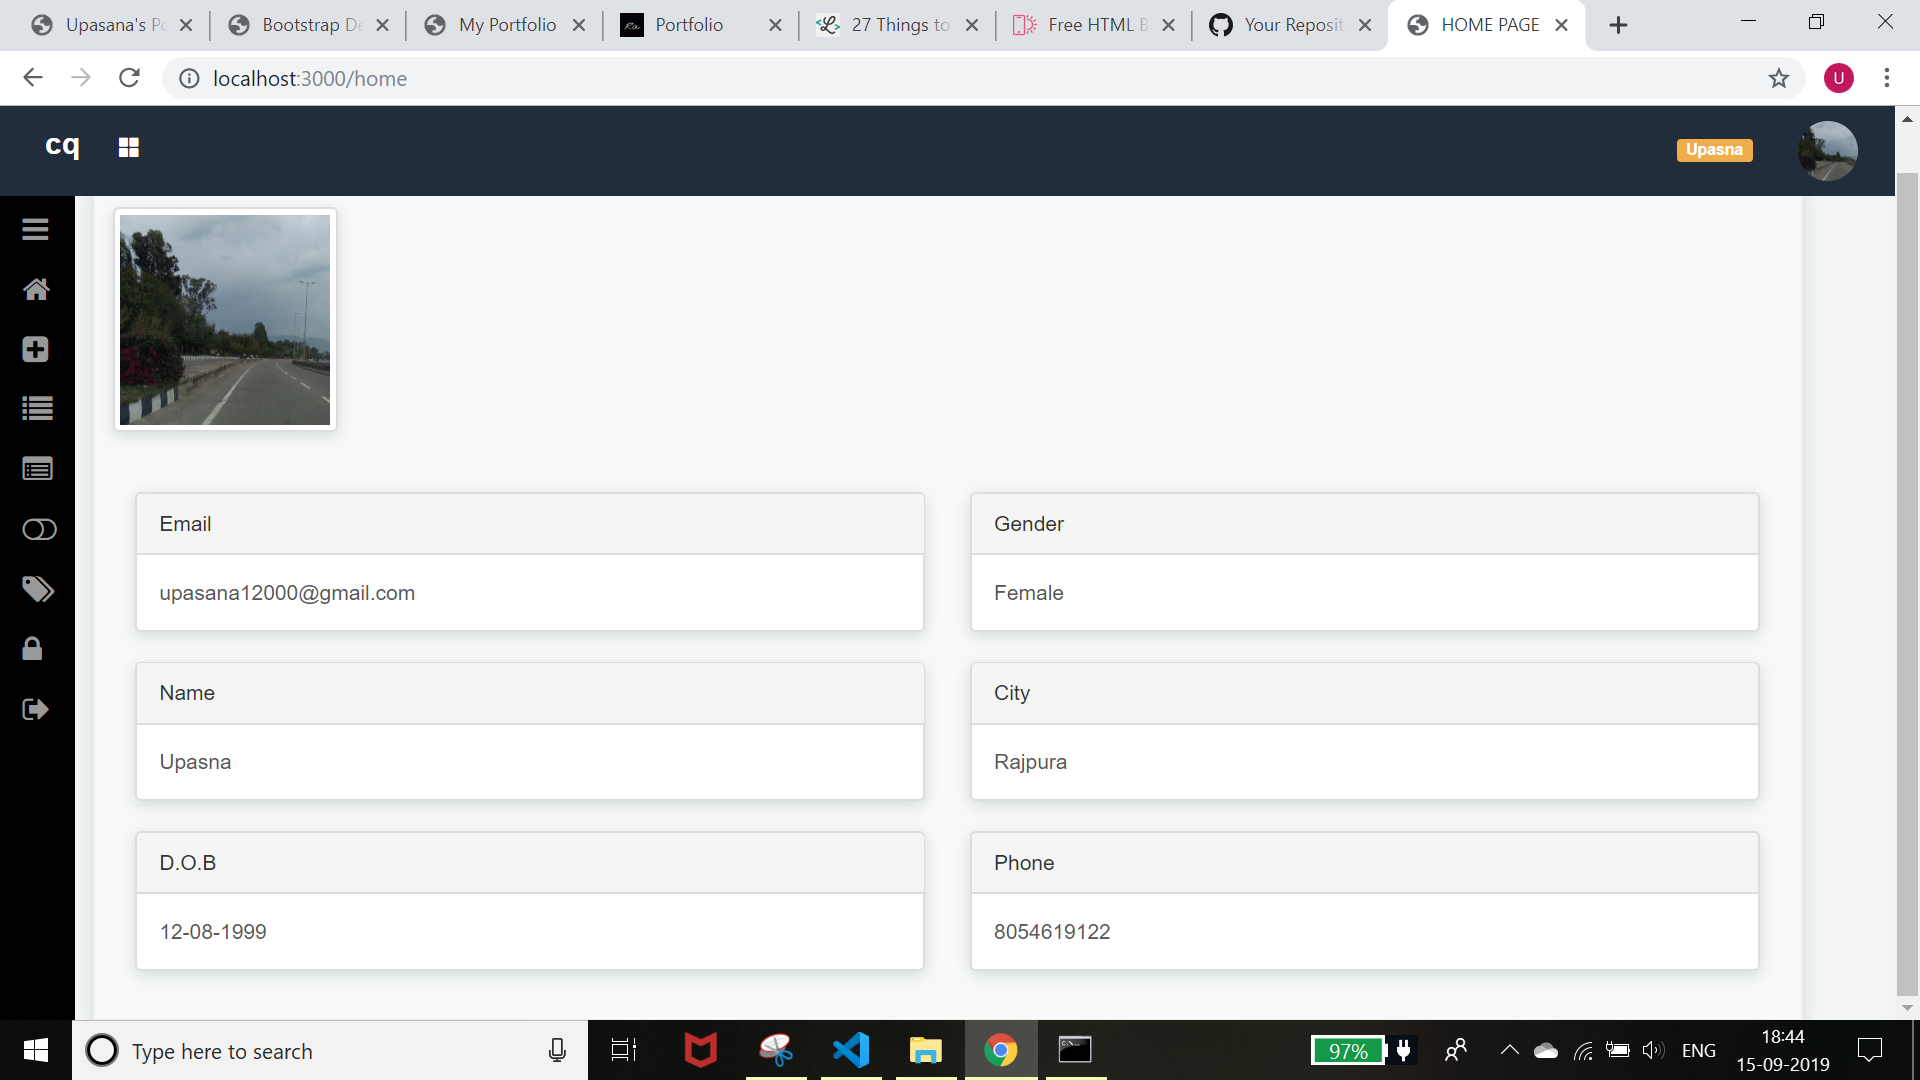 Upasana's Po
Bootstrap De
My Portfolio
Portfolio
27 Things to
Free HTML B
Your Reposit
HOME PAGE
localhost:3000/home
U
cq
Upasna
Email
Gender
upasana12000@gmail.com
Female
Name
City
Upasna
Rajpura
D.O.B
Phone
12-08-1999
8054619122
Type here to search
97%
ENG
18:44
15-09-2019